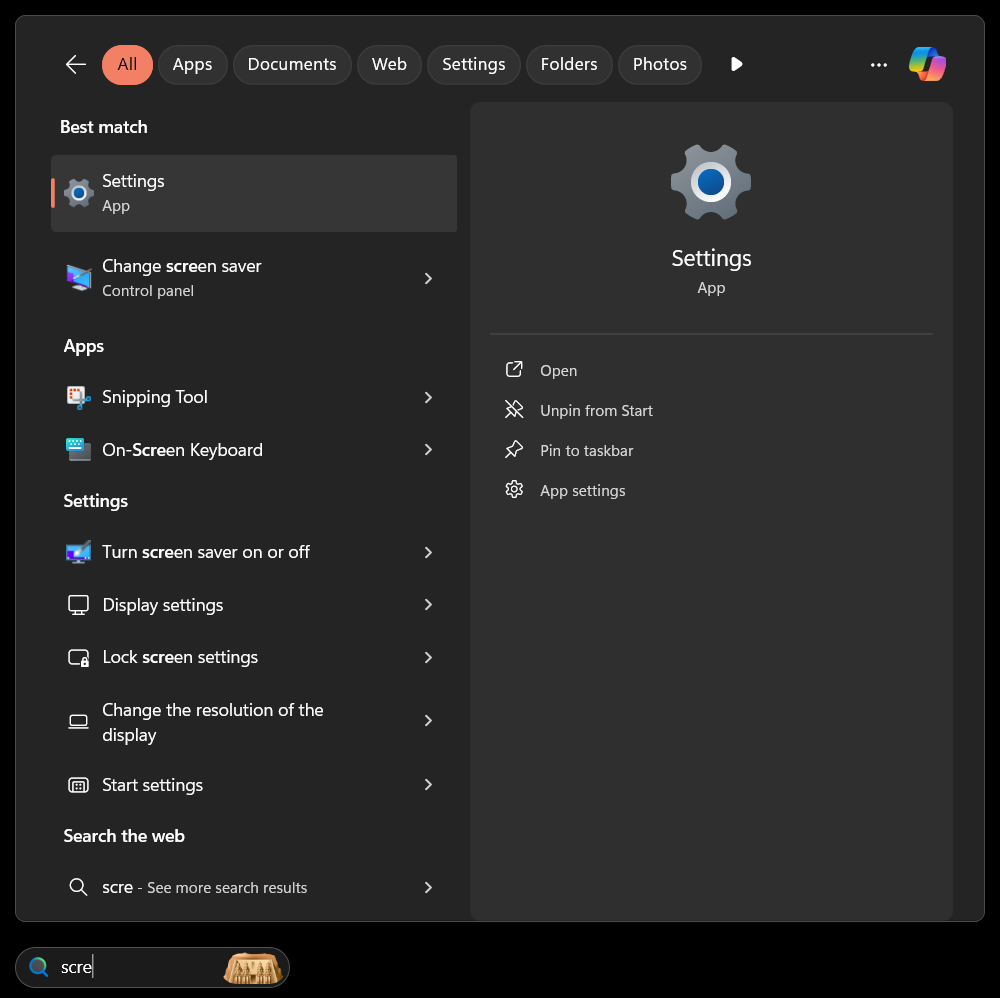 All
Apps
Documents
Web
Settings
Folders
Photos
Best match
Settings
App
Change screen saver
Control panel
Apps
Snipping Tool
On-Screen Keyboard
Settings
Turn screen saver on or off
Display settings
Lock screen settings
Change the resolution of the
display
Start settings
Search the web
scre - See more search results
Settings
App
Open
Unpin from Start
Pin to taskbar
App settings
scre